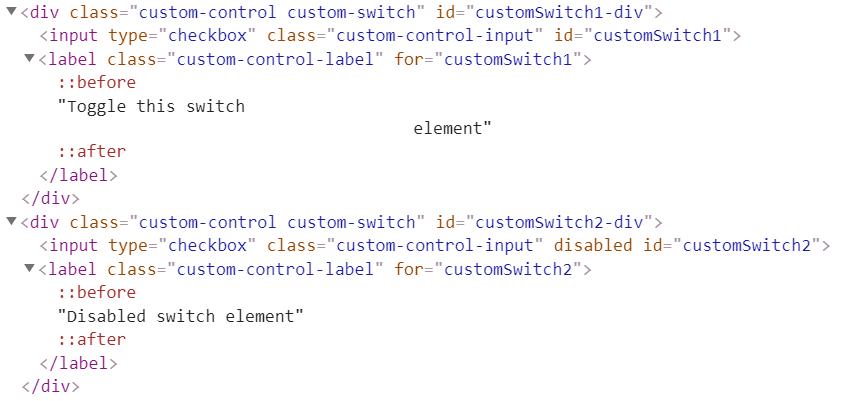 <div class="custom-control custom-switch" id="customSwitch1-div">
<input type="checkbox" class="custom-control-input" id="customSwitch1">
<label class="custom-control-label" for="customSwitch1">
::before
"Toggle this switch
element"
::after
</label>
</div>
<div class="custom-control custom-switch" id="customSwitch2-div">
<input type="checkbox" class="custom-control-input" disabled id="customSwitch2">
<label class="custom-control-label" for="customSwitch2">
::before
"Disabled switch element"
::after
</label>
</div>